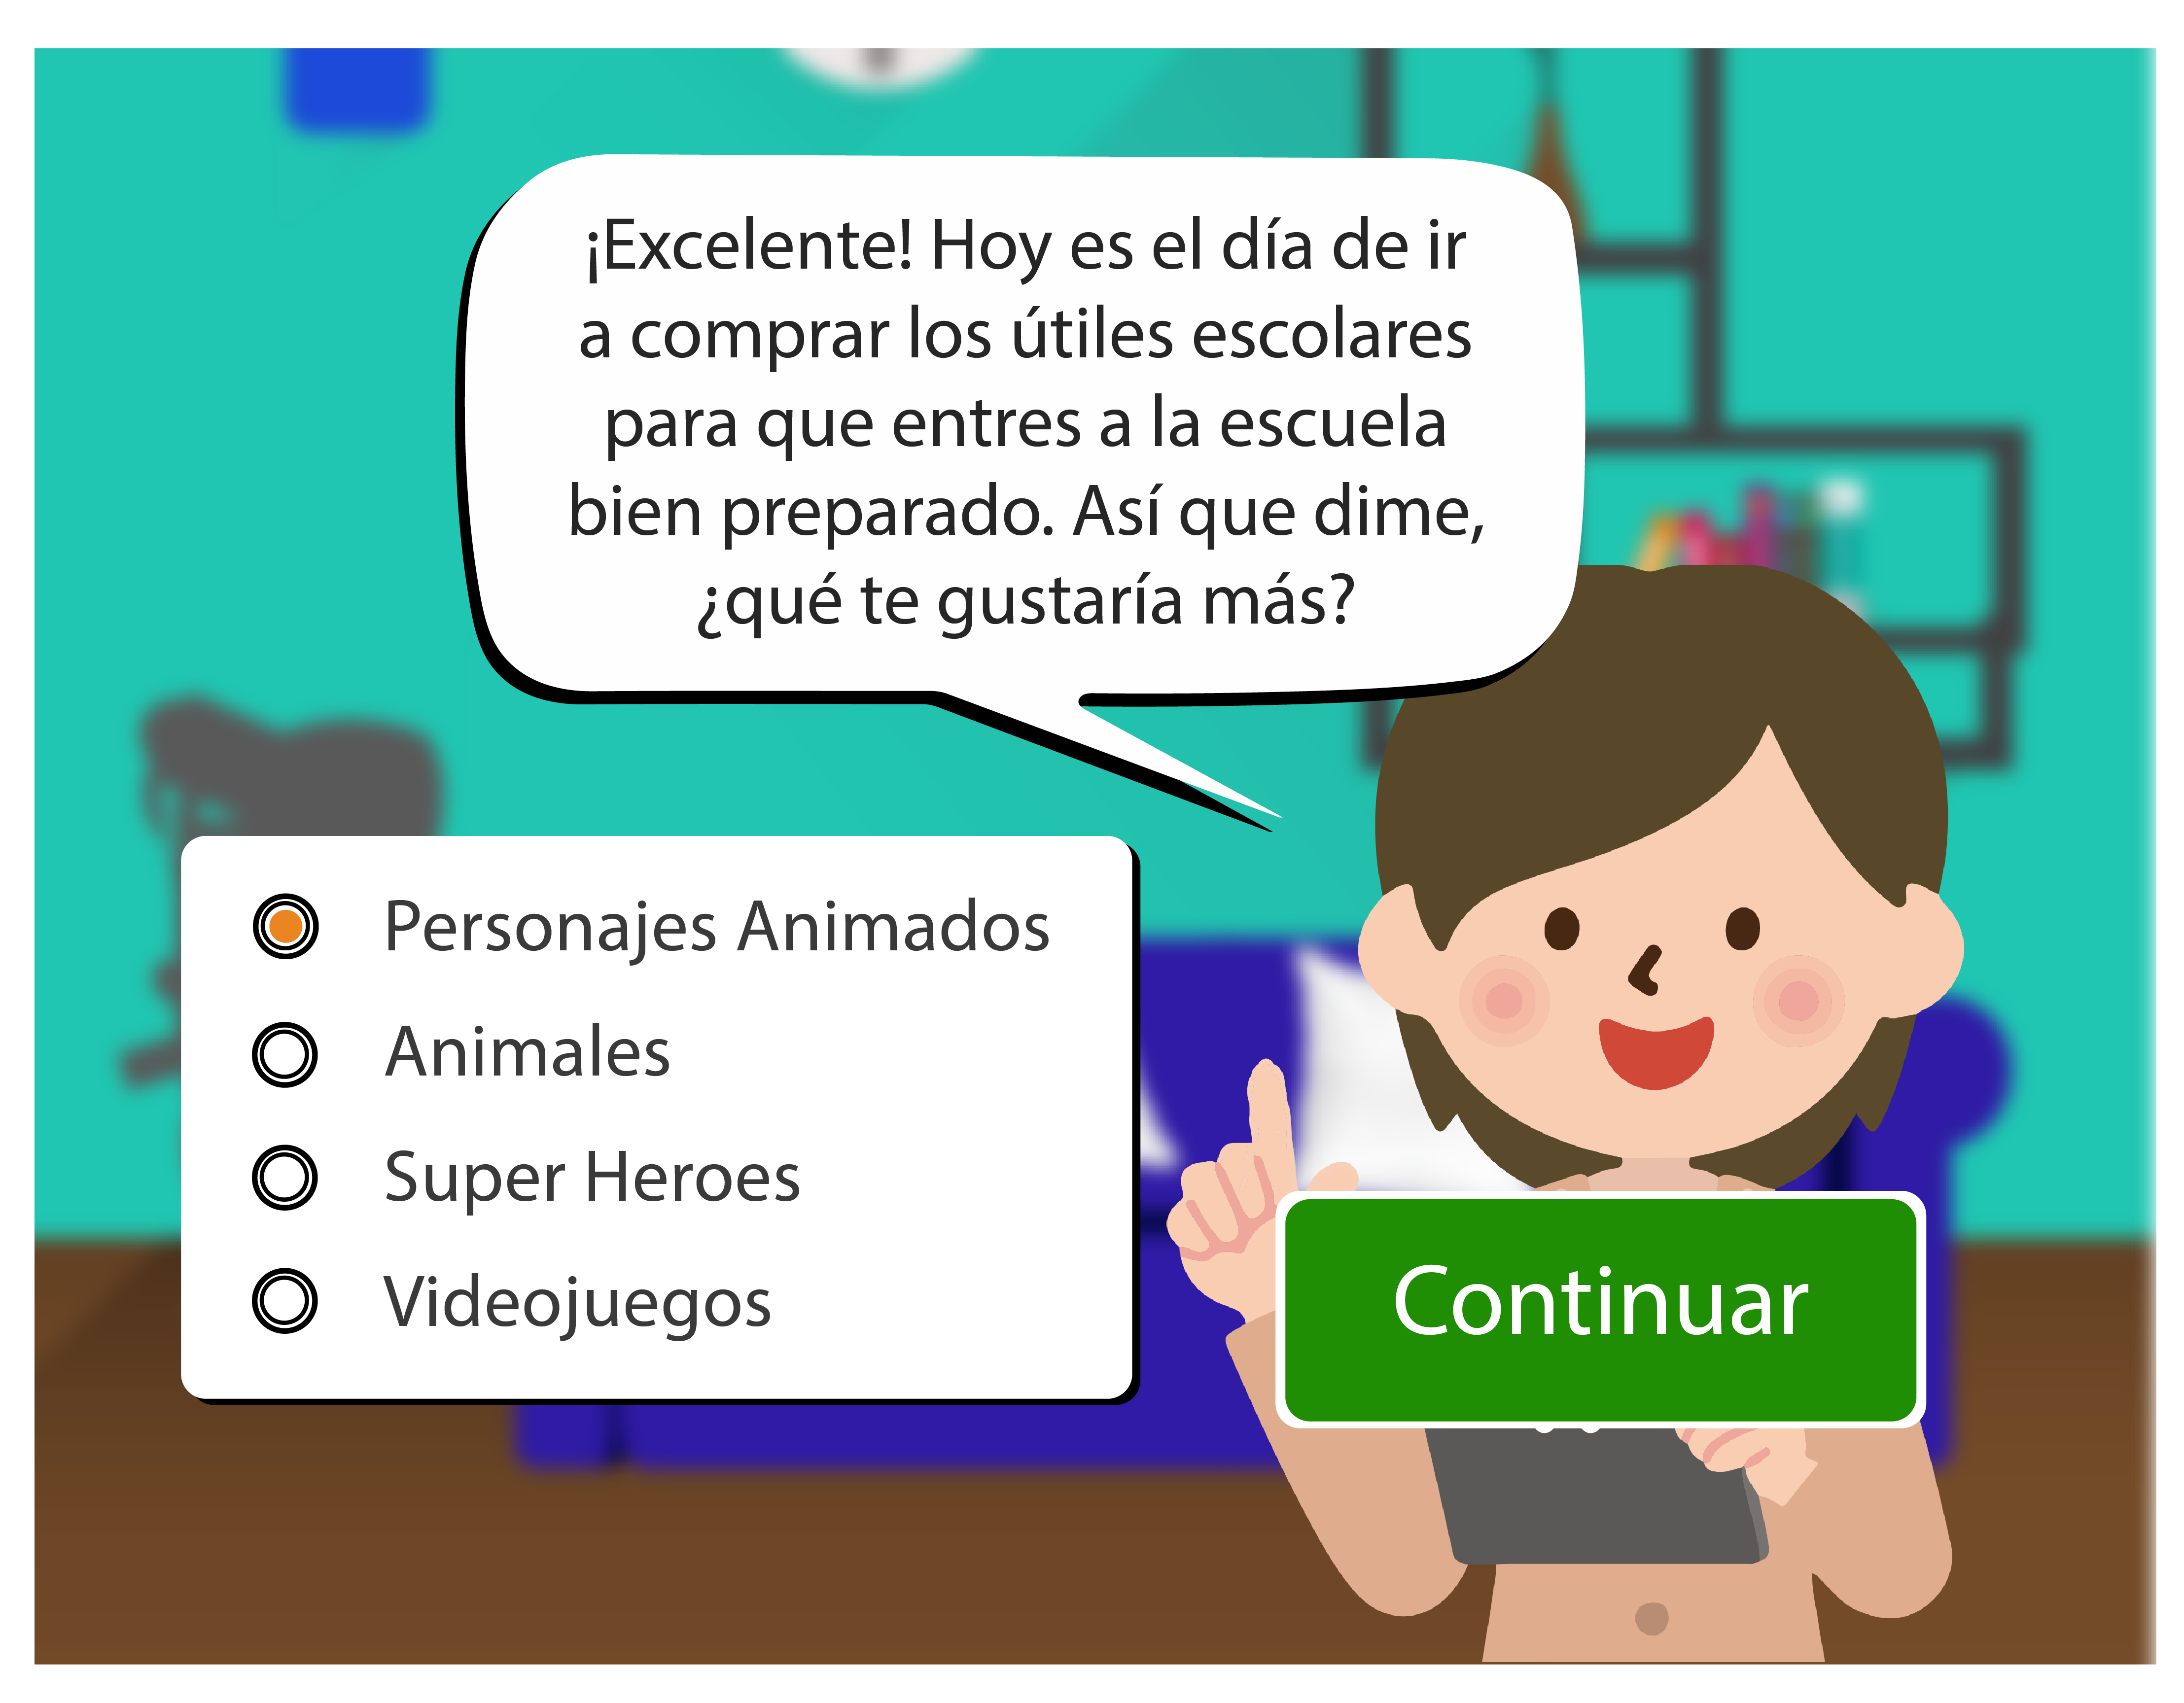 ¡Excelente! Hoy es el día de ir
a comprar los útiles escolares
para que entres a la escuela
bien preparado. Así que dime,
¿qué te gustaría más?
Personajes Animados
Animales
Super Heroes
Videojuegos
Continuar